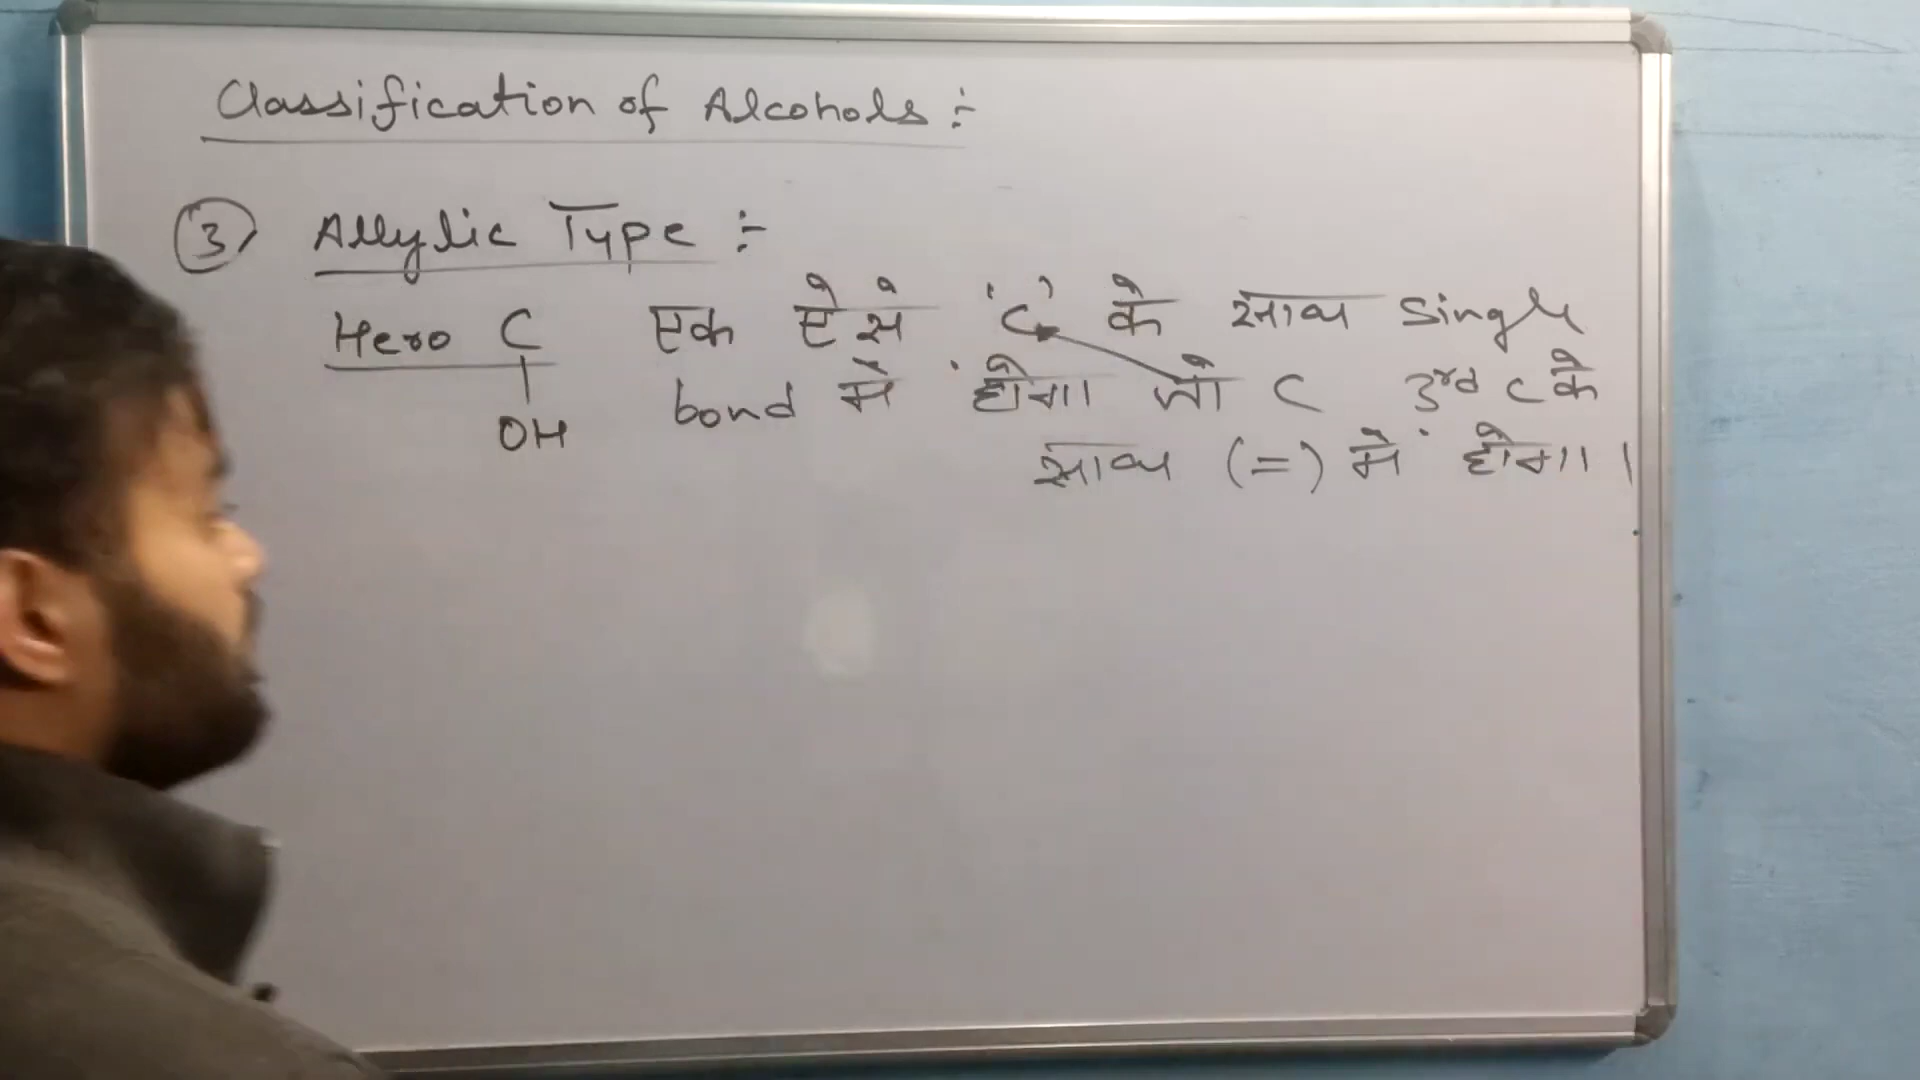 Classification of Alcohols :-
③ Allylic Type :-
Hero C एक ऐसे 'C' के साथ Single
bond में होगा जो C 3rd C के
OH
साथ (=) में होगा।